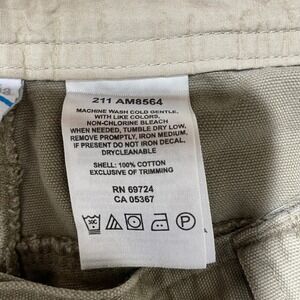 211 AM8564
MACHINE WASH COLD GENTLE,
WITH LIKE COLORS,
NON-CHLORINE BLEACH
WHEN NEEDED, TUMBLE DRY LOW,
REMOVE PROMPTLY, IRON MEDIUM,
IF PRESENT DO NOT IRON DECAL,
DRYCLEANABLE
SHELL: 100% COTTON
EXCLUSIVE OF TRIMMING
RN 69724
CA 05367